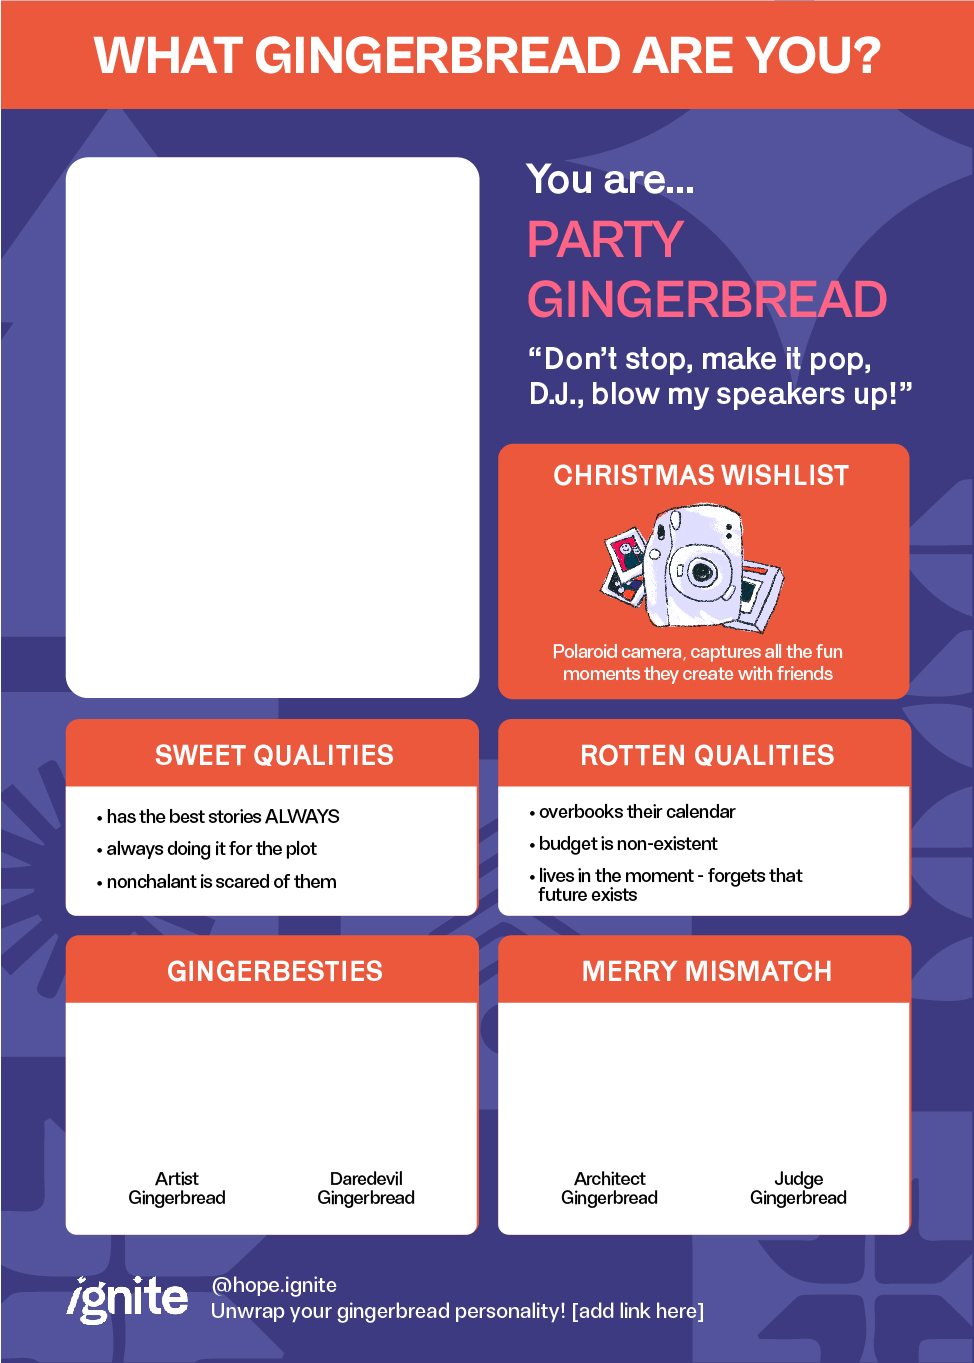 WHAT GINGERBREAD ARE YOU?
You are...
PARTY
GINGERBREAD
“Don’t stop, make it pop,
D.J., blow my speakers up!”
CHRISTMAS WISHLIST
Polaroid camera, captures all the fun
moments they create with friends
SWEET QUALITIES
• has the best stories ALWAYS
• always doing it for the plot
• nonchalant is scared of them
ROTTEN QUALITIES
• overbooks their calendar
• budget is non-existent
• lives in the moment - forgets that
future exists
GINGERBESTIES
Artist
Gingerbread
Daredevil
Gingerbread
MERRY MISMATCH
Architect
Gingerbread
Judge
Gingerbread
ignite
@hope.ignite
Unwrap your gingerbread personality! [add link here]